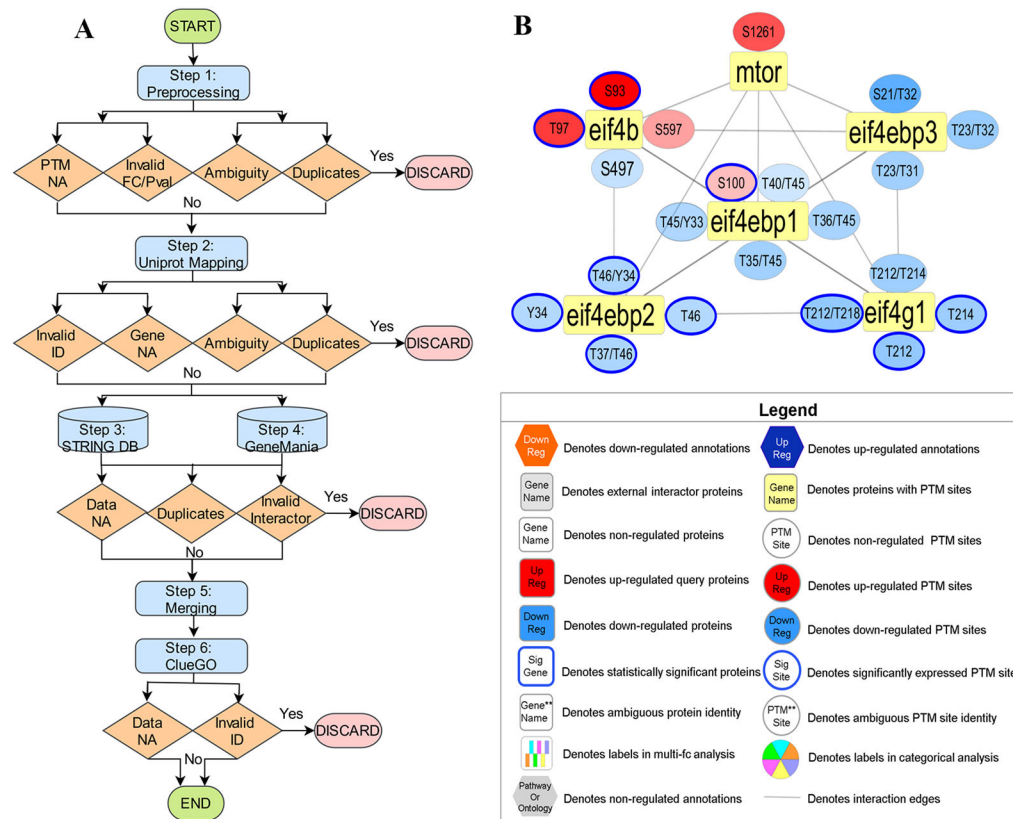 A
START
Step 1:
Preprocessing
PTM
NA
Invalid
FC/Pval
Ambiguity
Duplicates
Yes
DISCARD
No
Step 2:
Uniprot Mapping
Invalid
ID
Gene
NA
Ambiguity
Duplicates
Yes
DISCARD
No
Step 3:
STRING DB
Step 4:
GeneMania
Data
NA
Duplicates
Invalid
Interactor
Yes
DISCARD
No
Step 5:
Merging
Step 6:
ClueGO
Data
NA
Invalid
ID
Yes
DISCARD
No
END
B
S1261
mtor
S93
T97
eif4b
S597
S497
S21/T32
eif4ebp3
T23/T32
T23/T31
S100
T40/T45
T45/Y33
eif4ebp1
T36/T45
T35/T45
T46/Y34
Y34
eif4ebp2
T46
T37/T46
T212/T214
T212/T218
eif4g1
T214
T212
Legend
Down
Reg
Denotes down-regulated annotations
Up
Reg
Denotes up-regulated annotations
Gene
Name
Denotes external interactor proteins
Gene
Name
Denotes proteins with PTM sites
Gene
Name
Denotes non-regulated proteins
PTM
Site
Denotes non-regulated PTM sites
Up
Reg
Denotes up-regulated query proteins
Up
Reg
Denotes up-regulated PTM sites
Down
Reg
Denotes down-regulated proteins
Down
Reg
Denotes down-regulated PTM sites
Sig
Gene
Denotes statistically significant proteins
Sig
Site
Denotes significantly expressed PTM site
Gene**
Name
Denotes ambiguous protein identity
PTM**
Site
Denotes ambiguous PTM site identity
Denotes labels in multi-fc analysis
Denotes labels in categorical analysis
Pathway
Or
Ontology
Denotes non-regulated annotations
Denotes interaction edges